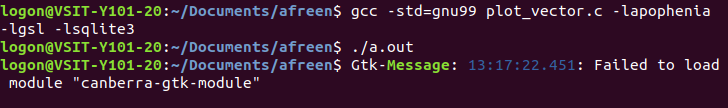 logon@VSIT-Y101-20:~/Documents/afreen$ gcc -std=gnu99 plot_vector.c -lapophenia
-lgsl -lsqlite3
logon@VSIT-Y101-20:~/Documents/afreen$ ./a.out
logon@VSIT-Y101-20:~/Documents/afreen$ Gtk-Message: 13:17:22.451: Failed to load
 module "canberra-gtk-module"